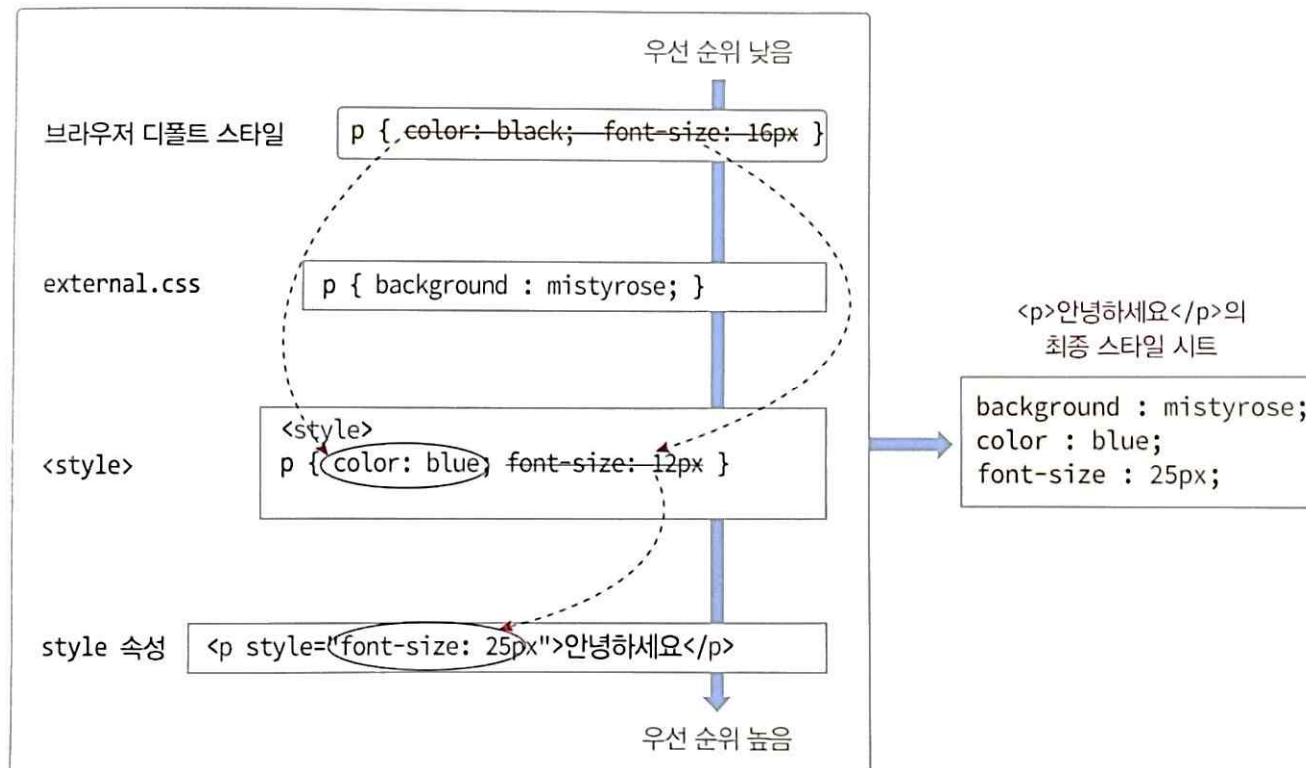 우선 순위 낮음
브라우저 디폴트 스타일
p { color: black; font-size: 16px }
external.css
p { background : mistyrose; }
<style>
<style>
p { color: blue; font-size: 12px }
style 속성
<p style="font-size: 25px">안녕하세요</p>
우선 순위 높음
<p>안녕하세요</p>의
최종 스타일 시트
background : mistyrose;
color : blue;
font-size : 25px;